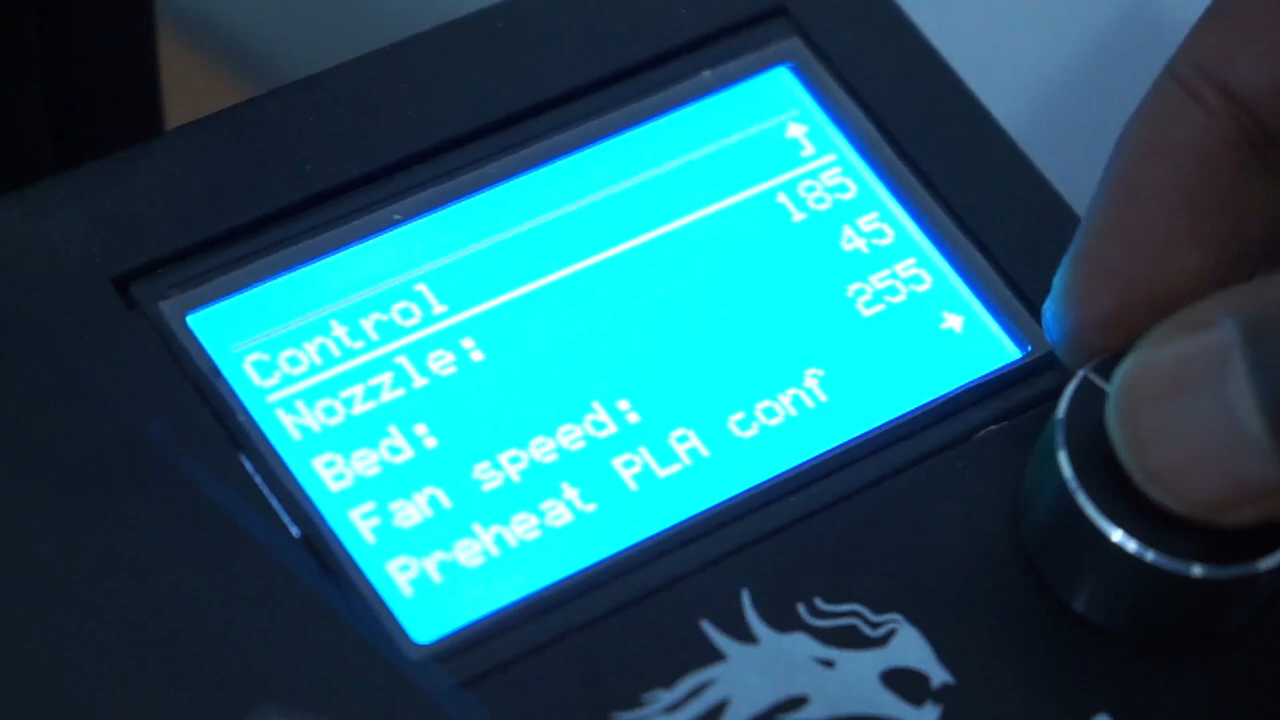 Control ↰
Nozzle: 185
Bed: 45
Fan speed: 255
Preheat PLA conf →